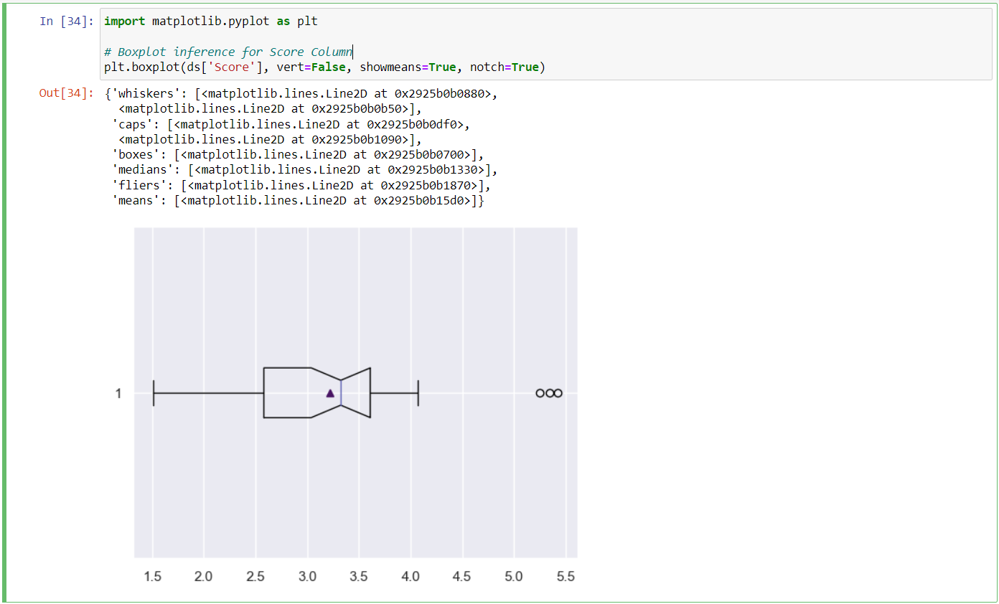 In [34]: import matplotlib.pyplot as plt
# Boxplot inference for Score Column
plt.boxplot(ds['Score'], vert=False, showmeans=True, notch=True)
Out[34]: {'whiskers': [<matplotlib.lines.Line2D at 0x2925b0b0880>,
<matplotlib.lines.Line2D at 0x2925b0b0b50>],
'caps': [<matplotlib.lines.Line2D at 0x2925b0b0df0>,
<matplotlib.lines.Line2D at 0x2925b0b1090>],
'boxes': [<matplotlib.lines.Line2D at 0x2925b0b0700>],
'medians': [<matplotlib.lines.Line2D at 0x2925b0b1330>],
'fliers': [<matplotlib.lines.Line2D at 0x2925b0b1870>],
'means': [<matplotlib.lines.Line2D at 0x2925b0b15d0>]}
1
1.5 2.0 2.5 3.0 3.5 4.0 4.5 5.0 5.5